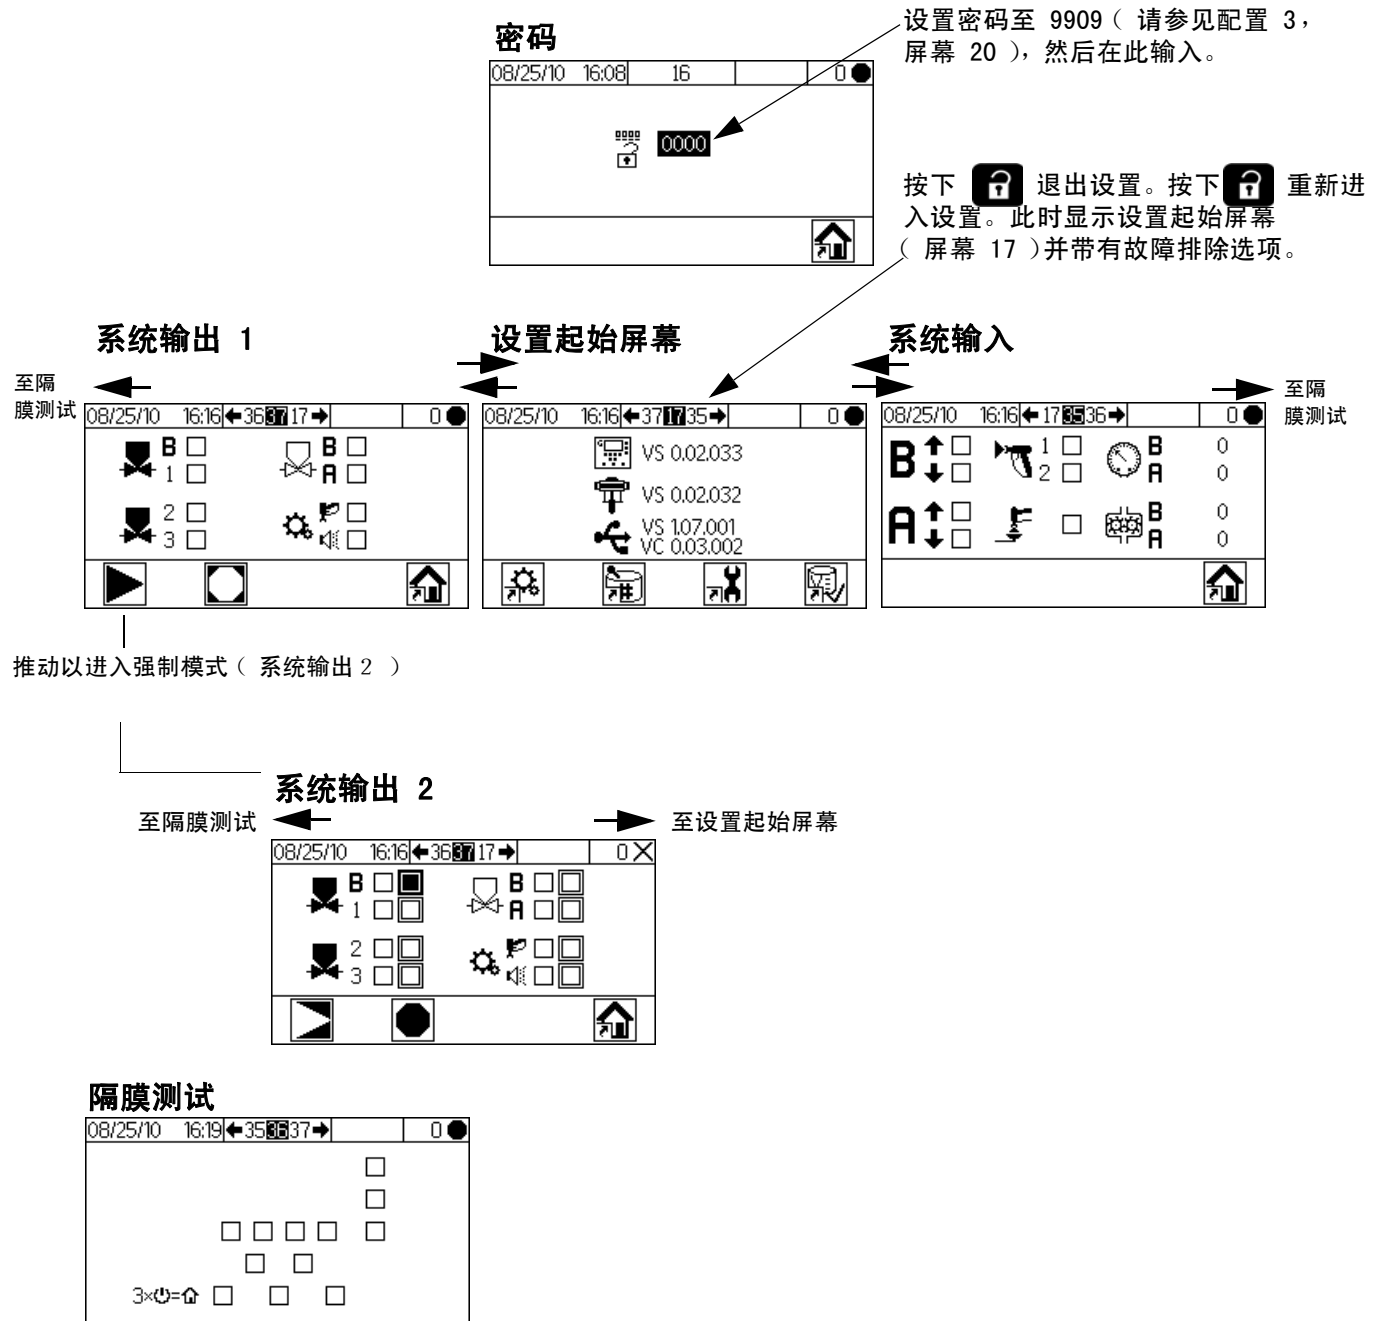 密码
设置密码至 9909（ 请参见配置 3，
屏幕 20 ），然后在此输入。
08/25/10 16:08 16 0
0000
按下 退出设置。按下 重新进
入设置。此时显示设置起始屏幕
（ 屏幕 17 ）并带有故障排除选项。
系统输出 1
设置起始屏幕
系统输入
至隔
膜测试
至隔
膜测试
08/25/10 16:16 36 37 17 0
B
1
B
A
2
3
08/25/10 16:16 37 17 35 0
VS 0.02.033
VS 0.02.032
VS 1.07.001
VC 0.03.002
08/25/10 16:16 17 35 36 0
B 1 2 B 0
A 0
A B 0
A 0
推动以进入强制模式（ 系统输出 2 ）
系统输出 2
至隔膜测试
至设置起始屏幕
08/25/10 16:16 36 37 17 0
B
1
B
A
2
3
隔膜测试
08/25/10 16:19 35 36 37 0
3× =